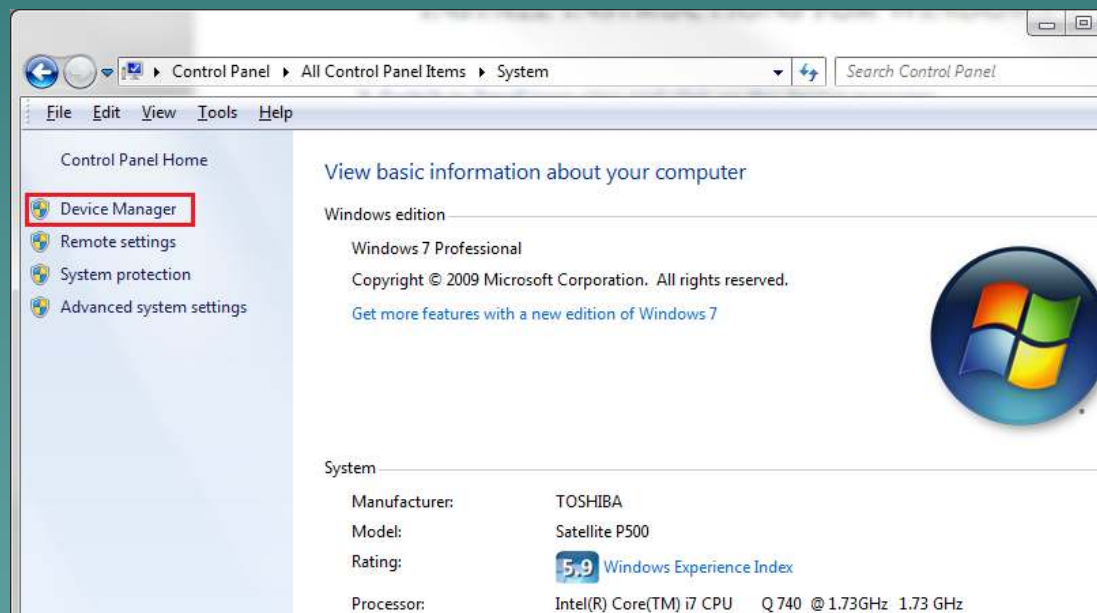 Control Panel ▸ All Control Panel Items ▸ System
Search Control Panel
File Edit View Tools Help
Control Panel Home
Device Manager
Remote settings
System protection
Advanced system settings
View basic information about your computer
Windows edition
Windows 7 Professional
Copyright © 2009 Microsoft Corporation. All rights reserved.
Get more features with a new edition of Windows 7
System
Manufacturer: TOSHIBA
Model: Satellite P500
Rating: 5,9 Windows Experience Index
Processor: Intel(R) Core(TM) i7 CPU Q 740 @ 1.73GHz 1.73 GHz